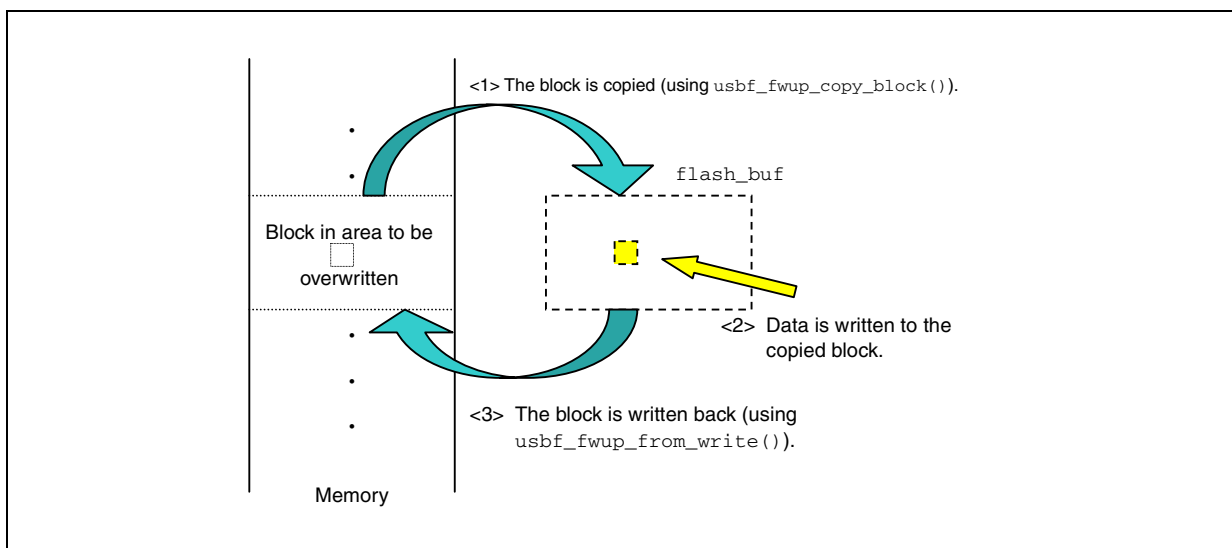 <1> The block is copied (using usbf_fwup_copy_block()).
flash_buf
Block in area to be
overwritten
<2> Data is written to the
copied block.
<3> The block is written back (using
usbf_fwup_from_write()).
Memory